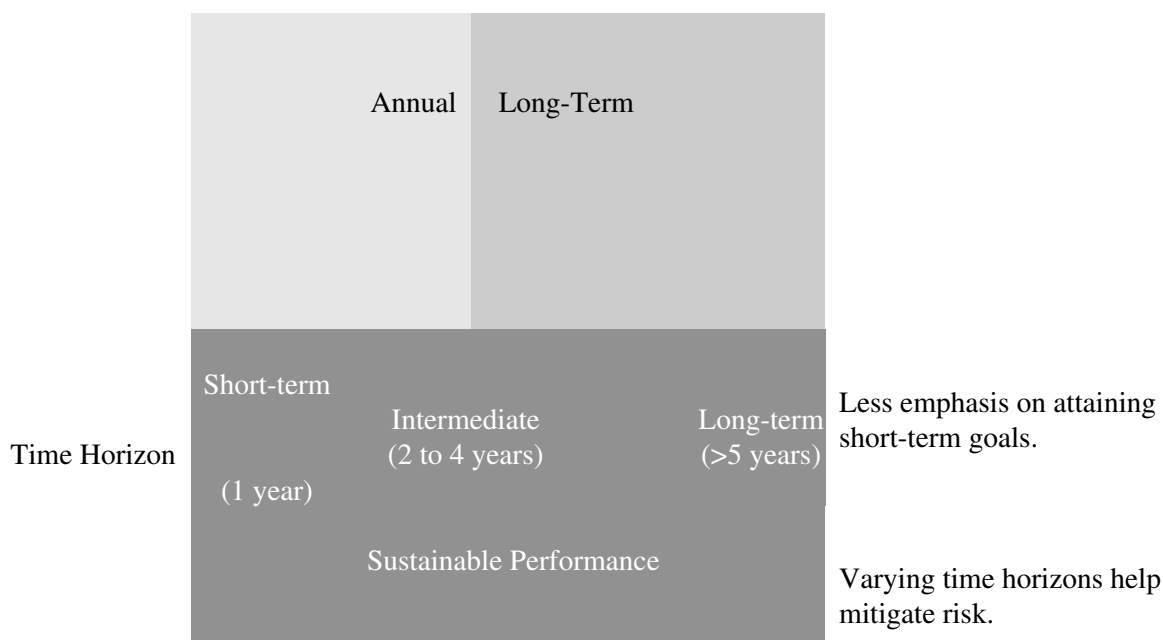 Annual
Long-Term
Time Horizon
Short-term
(1 year)
Intermediate
(2 to 4 years)
Long-term
(>5 years)
Less emphasis on attaining
short-term goals.
Sustainable Performance
Varying time horizons help
mitigate risk.